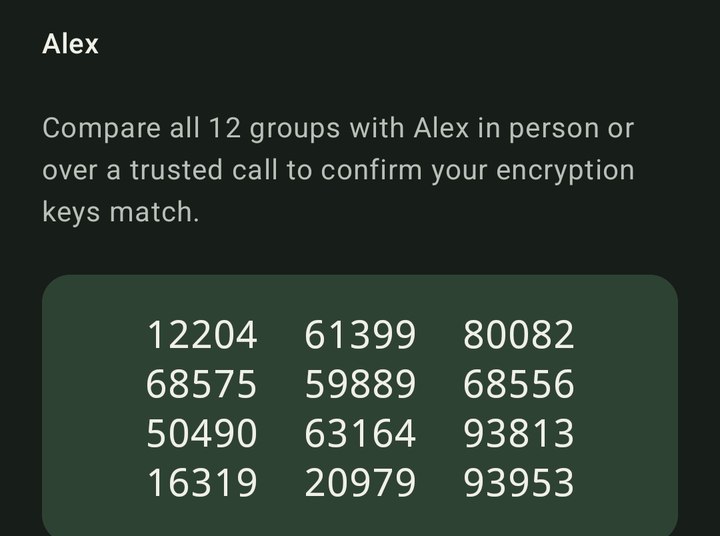 Alex
Compare all 12 groups with Alex in person or
over a trusted call to confirm your encryption
keys match.
12204 61399 80082
68575 59889 68556
50490 63164 93813
16319 20979 93953